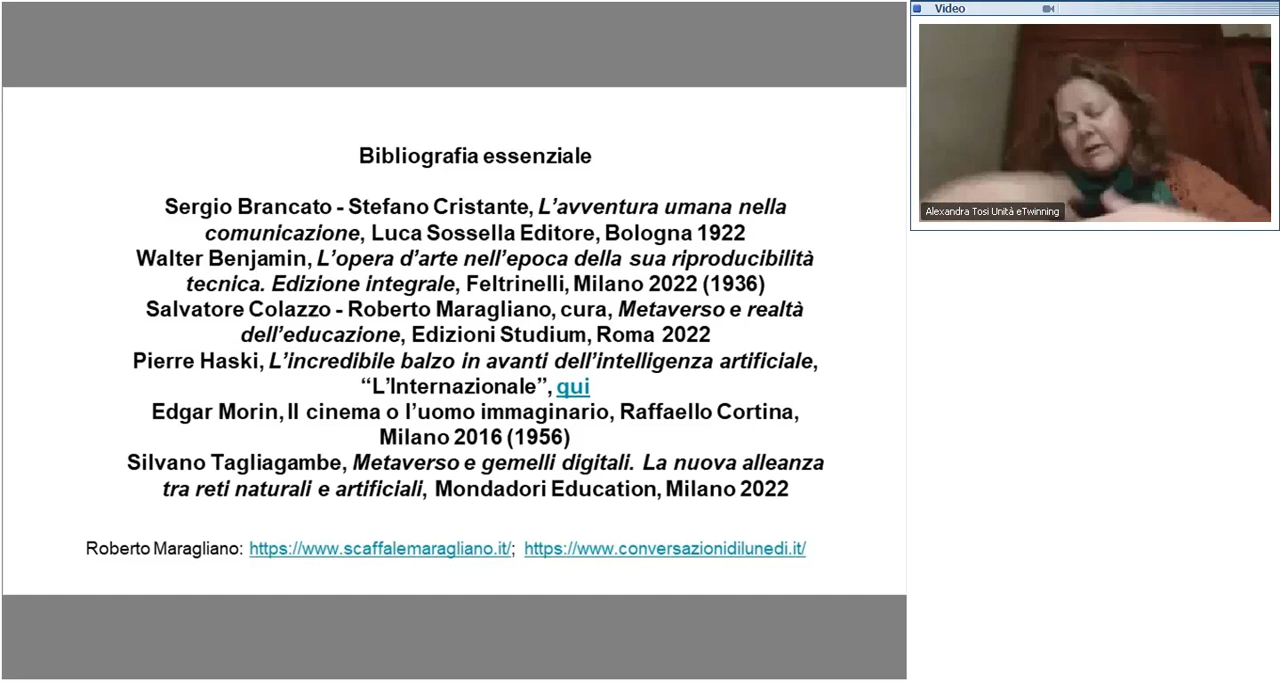 Video
Bibliografia essenziale
Sergio Brancato - Stefano Cristante, L’avventura umana nella
comunicazione, Luca Sossella Editore, Bologna 1922
Walter Benjamin, L’opera d’arte nell’epoca della sua riproducibilità
tecnica. Edizione integrale, Feltrinelli, Milano 2022 (1936)
Salvatore Colazzo - Roberto Maragliano, cura, Metaverso e realtà
dell’educazione, Edizioni Studium, Roma 2022
Pierre Haski, L’incredibile balzo in avanti dell’intelligenza artificiale,
“L’Internazionale”, qui
Edgar Morin, Il cinema o l’uomo immaginario, Raffaello Cortina,
Milano 2016 (1956)
Silvano Tagliagambe, Metaverso e gemelli digitali. La nuova alleanza
tra reti naturali e artificiali, Mondadori Education, Milano 2022
Roberto Maragliano: https://www.scaffalemaragliano.it/; https://www.conversazionidilunedi.it/
Alexandra Tosi Unità eTwinning